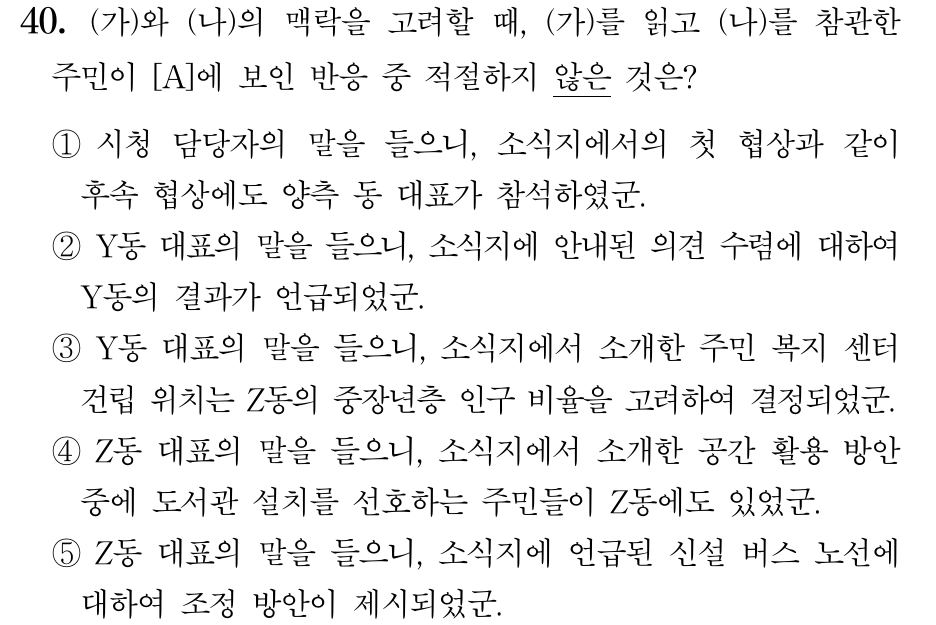 40. (가)와 (나)의 맥락을 고려할 때, (가)를 읽고 (나)를 참관한
주민이 [A]에 보인 반응 중 적절하지 않은 것은?
① 시청 담당자의 말을 들으니, 소식지에서의 첫 협상과 같이
후속 협상에도 양측 동 대표가 참석하였군.
② Y동 대표의 말을 들으니, 소식지에 안내된 의견 수렴에 대하여
Y동의 결과가 언급되었군.
③ Y동 대표의 말을 들으니, 소식지에서 소개한 주민 복지 센터
건립 위치는 Z동의 중장년층 인구 비율을 고려하여 결정되었군.
④ Z동 대표의 말을 들으니, 소식지에서 소개한 공간 활용 방안
중에 도서관 설치를 선호하는 주민들이 Z동에도 있었군.
⑤ Z동 대표의 말을 들으니, 소식지에 언급된 신설 버스 노선에
대하여 조정 방안이 제시되었군.